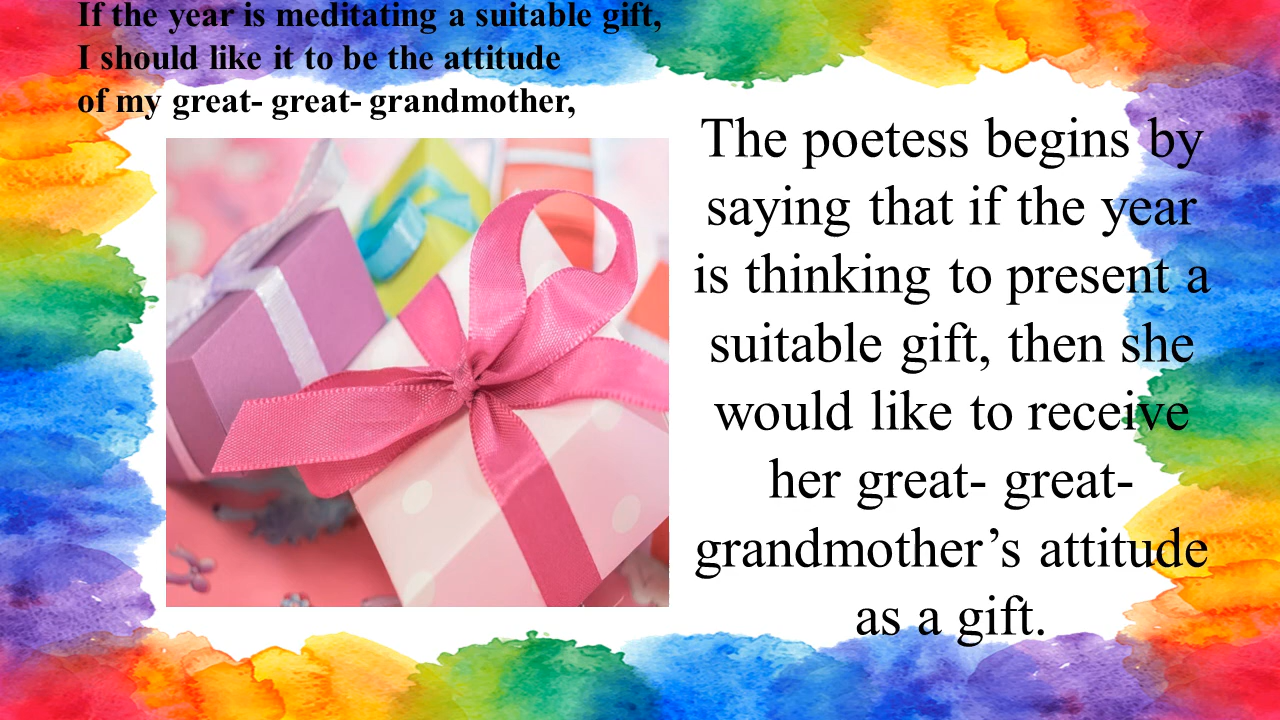 If the year is meditating a suitable gift,
I should like it to be the attitude
of my great- great- grandmother,
The poetess begins by
saying that if the year
is thinking to present a
suitable gift, then she
would like to receive
her great- great-
grandmother’s attitude
as a gift.